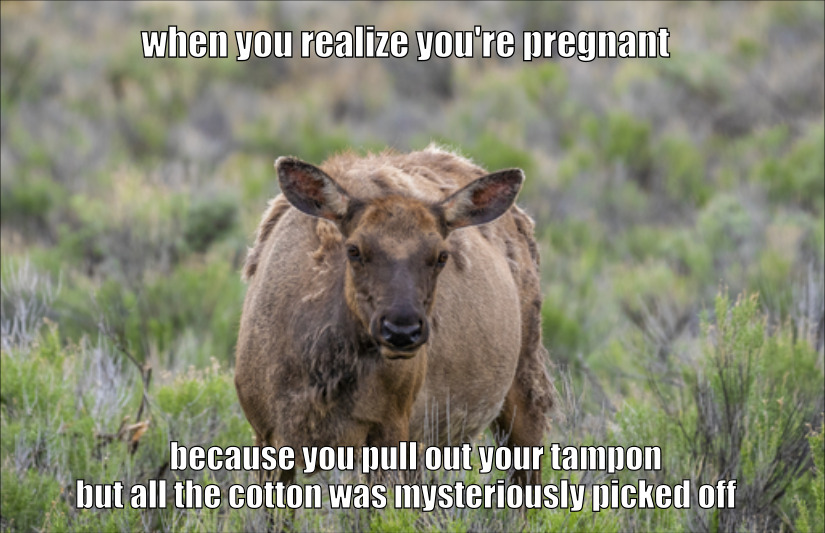 when you realize you're pregnant
because you pull out your tampon
but all the cotton was mysteriously picked off